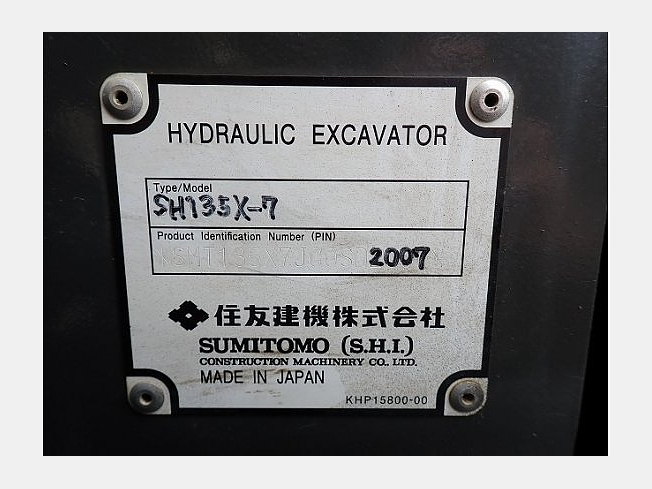 HYDRAULIC EXCAVATOR
Type/Model
SH135X-7
Product Identification Number (PIN)
2007
住友建機株式会社
SUMITOMO (S.H.I.)
CONSTRUCTION MACHINERY CO., LTD.
MADE IN JAPAN
KHP15800-00